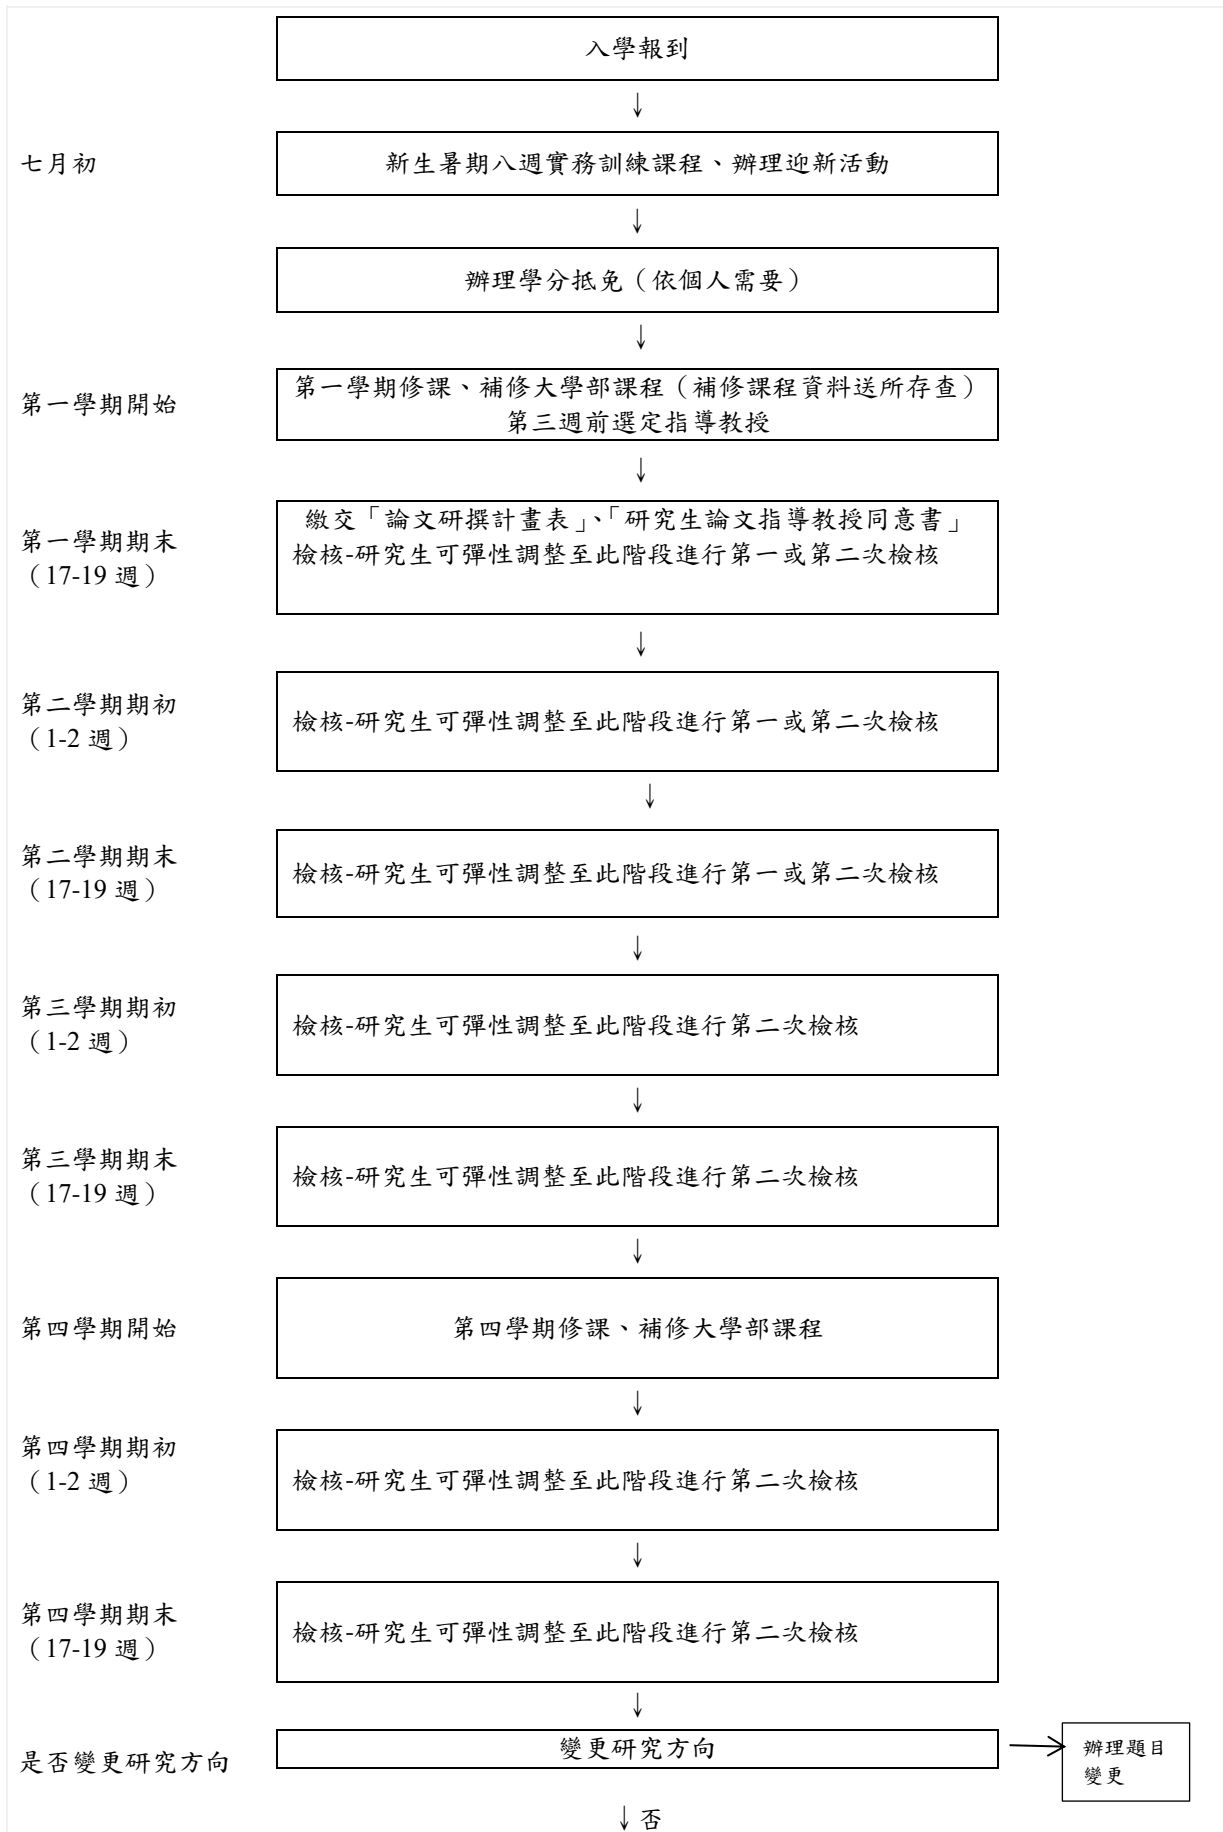 入學報到
↓
七月初
新生暑期八週實務訓練課程、辦理迎新活動
↓
辦理學分抵免（依個人需要）
↓
第一學期開始
第一學期修課、補修大學部課程（補修課程資料送所存查）
第三週前選定指導教授
↓
第一學期期末
（17-19 週）
繳交「論文研撰計畫表」、「研究生論文指導教授同意書」
檢核-研究生可彈性調整至此階段進行第一或第二次檢核
↓
第二學期期初
（1-2 週）
檢核-研究生可彈性調整至此階段進行第一或第二次檢核
↓
第二學期期末
（17-19 週）
檢核-研究生可彈性調整至此階段進行第一或第二次檢核
↓
第三學期期初
（1-2 週）
檢核-研究生可彈性調整至此階段進行第二次檢核
↓
第三學期期末
（17-19 週）
檢核-研究生可彈性調整至此階段進行第二次檢核
↓
第四學期開始
第四學期修課、補修大學部課程
↓
第四學期期初
（1-2 週）
檢核-研究生可彈性調整至此階段進行第二次檢核
↓
第四學期期末
（17-19 週）
檢核-研究生可彈性調整至此階段進行第二次檢核
↓
是否變更研究方向
變更研究方向
辦理題目
變更
↓否